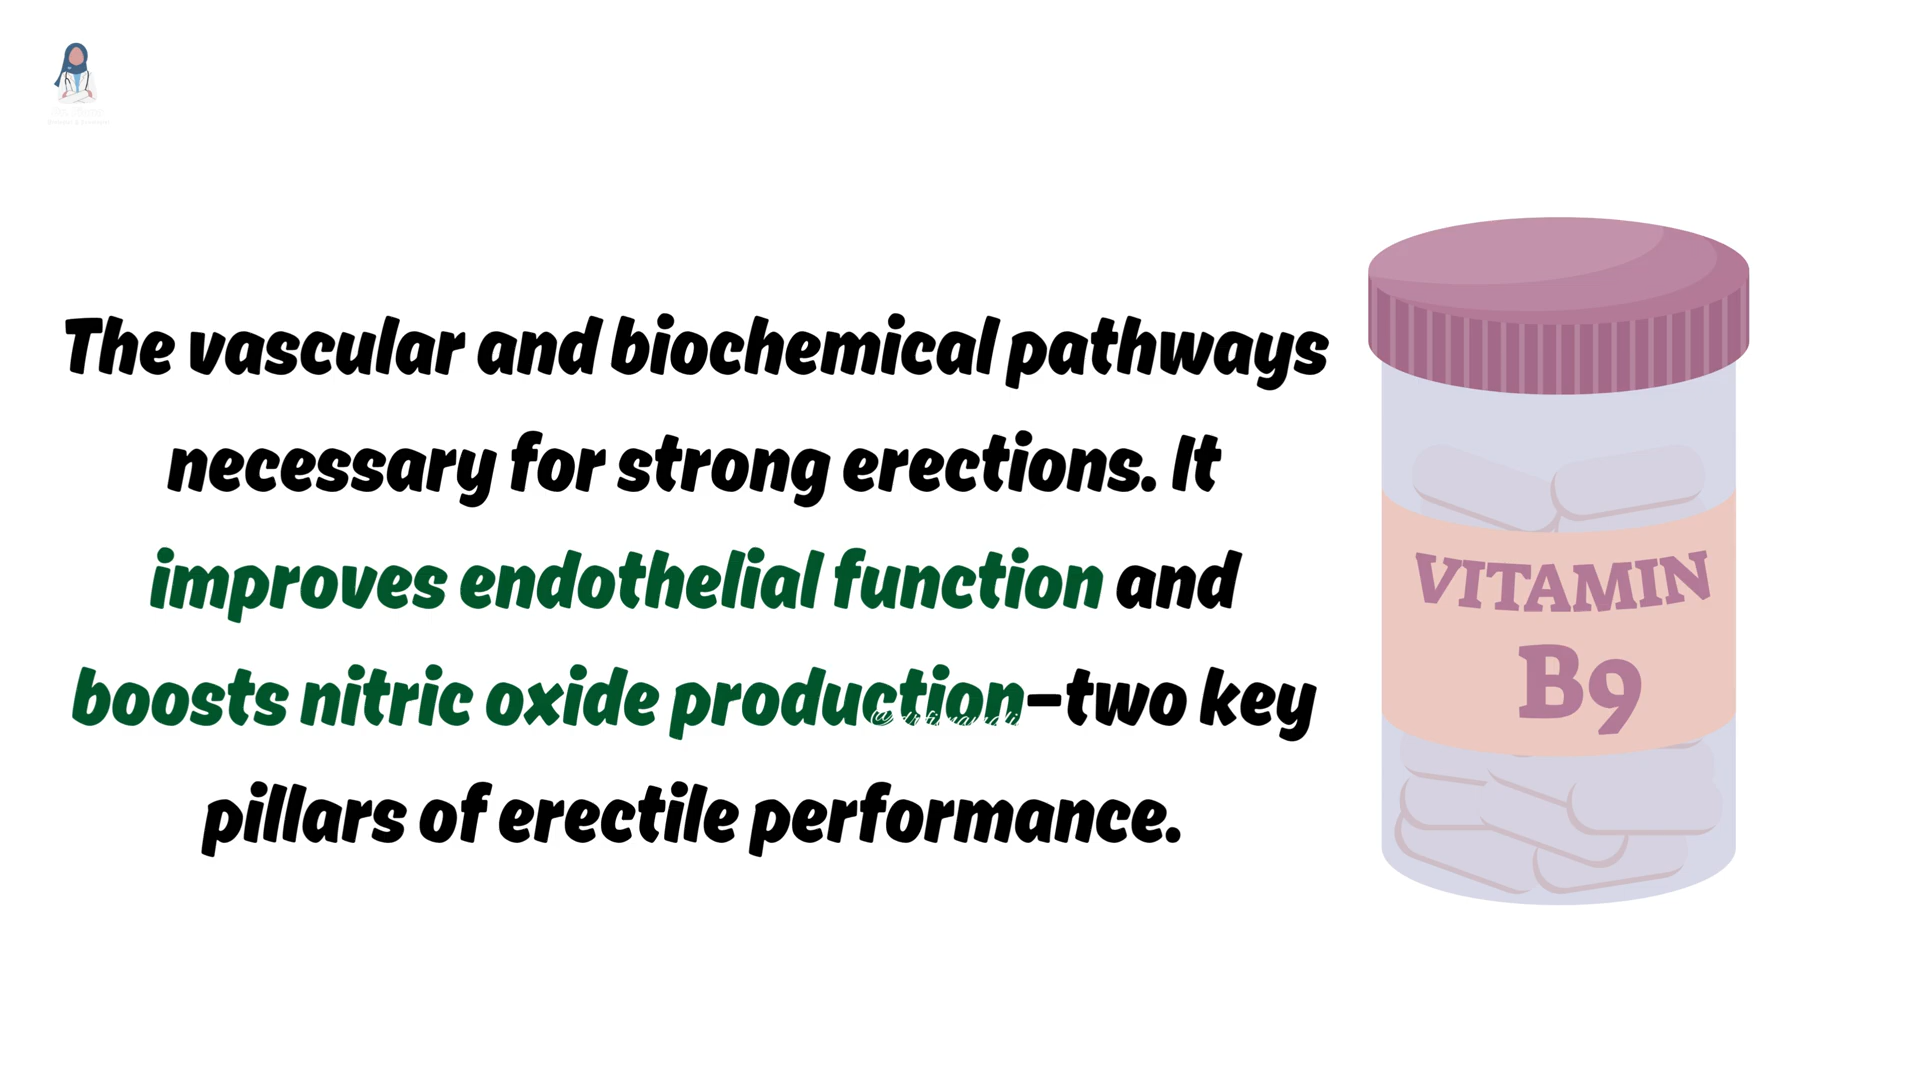 The vascular and biochemical pathways
necessary for strong erections. It
improves endothelial function and
boosts nitric oxide production–two key
pillars of erectile performance.
VITAMIN
B9